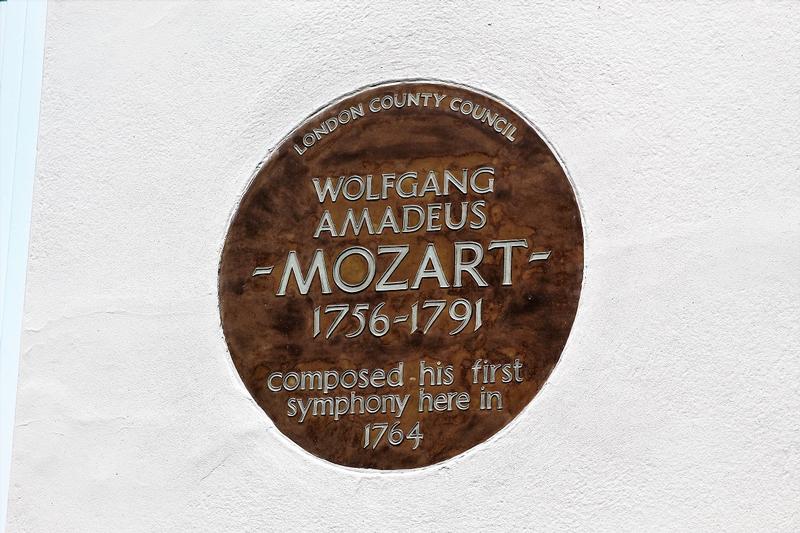 LONDON COUNTY COUNCIL
WOLFGANG
AMADEUS
-MOZART-
1756-1791
composed his first
symphony here in
1764